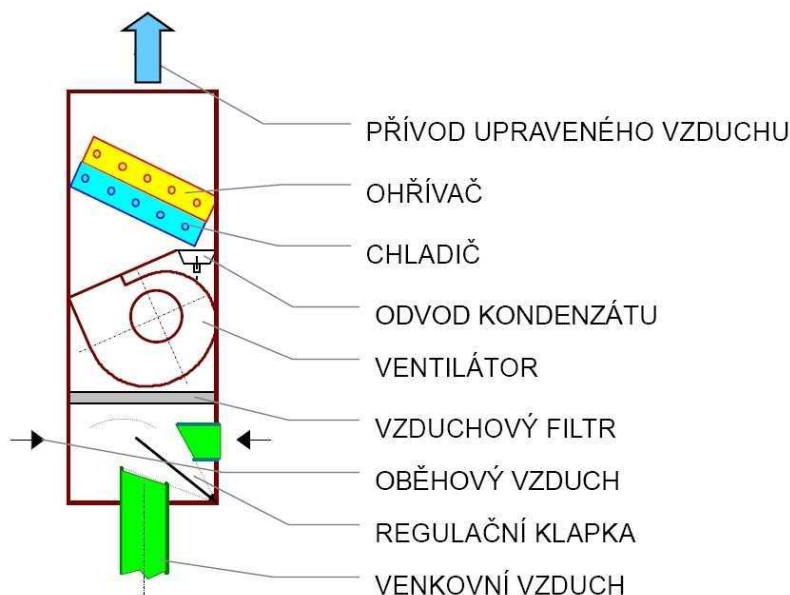 PŘÍVOD UPRAVENÉHO VZDUCHU
OHŘÍVAČ
CHLADIČ
ODVOD KONDENZÁTU
VENTILÁTOR
VZDUCHOVÝ FILTR
OBĚHOVÝ VZDUCH
REGULAČNÍ KLAPKA
VENKOVNÍ VZDUCH